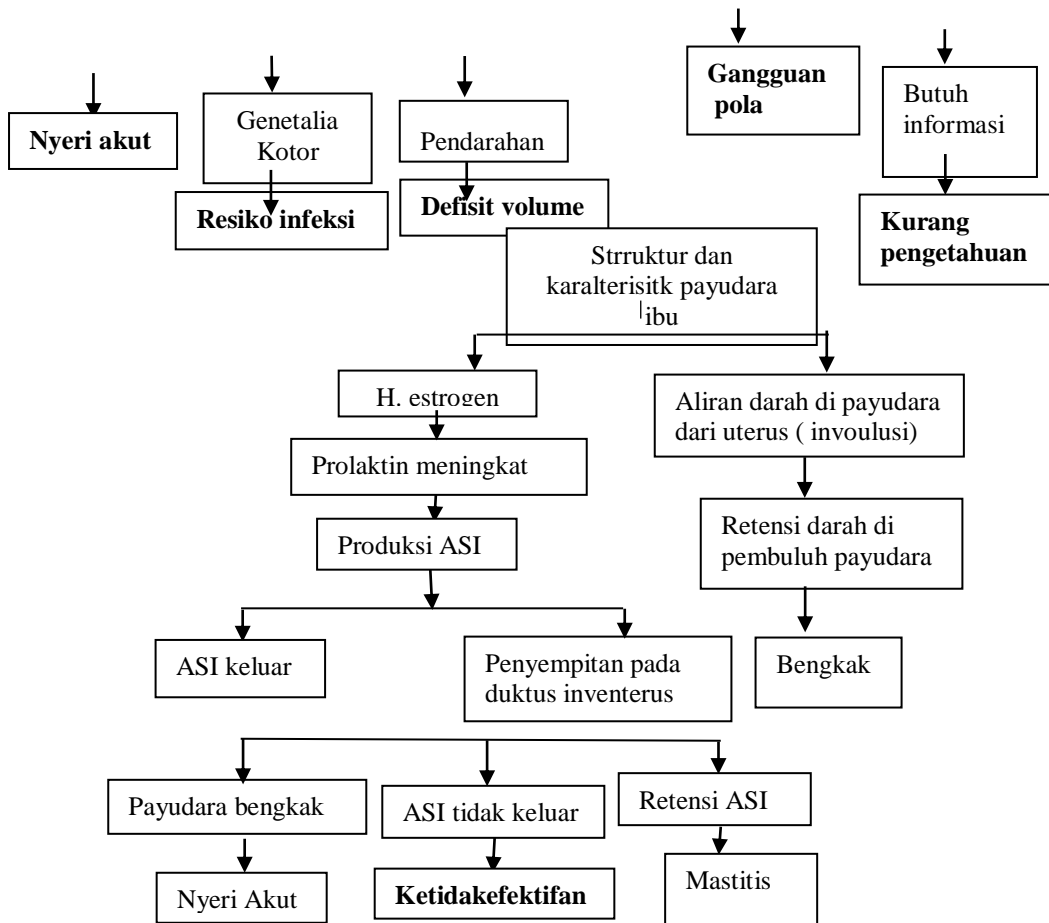 Gangguan
pola
Butuh
informasi
Nyeri akut
Genetalia
Kotor
Pendarahan
Resiko infeksi
Defisit volume
Kurang
pengetahuan
Strruktur dan
karalterisitk payudara
ibu
H. estrogen
Aliran darah di payudara
dari uterus ( invoulusi)
Prolaktin meningkat
Retensi darah di
pembuluh payudara
Produksi ASI
ASI keluar
Penyempitan pada
duktus inventerus
Bengkak
Payudara bengkak
ASI tidak keluar
Retensi ASI
Nyeri Akut
Ketidakefektifan
Mastitis